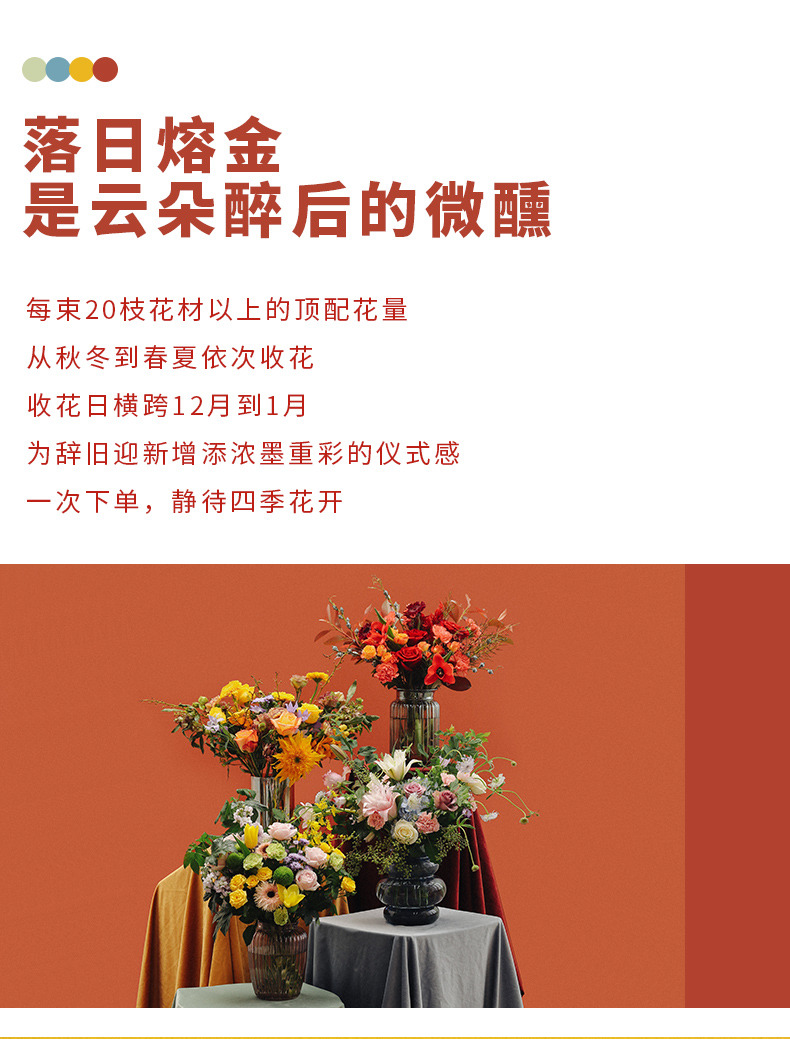 落日熔金
是云朵醉后的微醺
每束20枝花材以上的顶配花量
从秋冬到春夏依次收花
收花日横跨12月到1月
为辞旧迎新增添浓墨重彩的仪式感
一次下单，静待四季花开